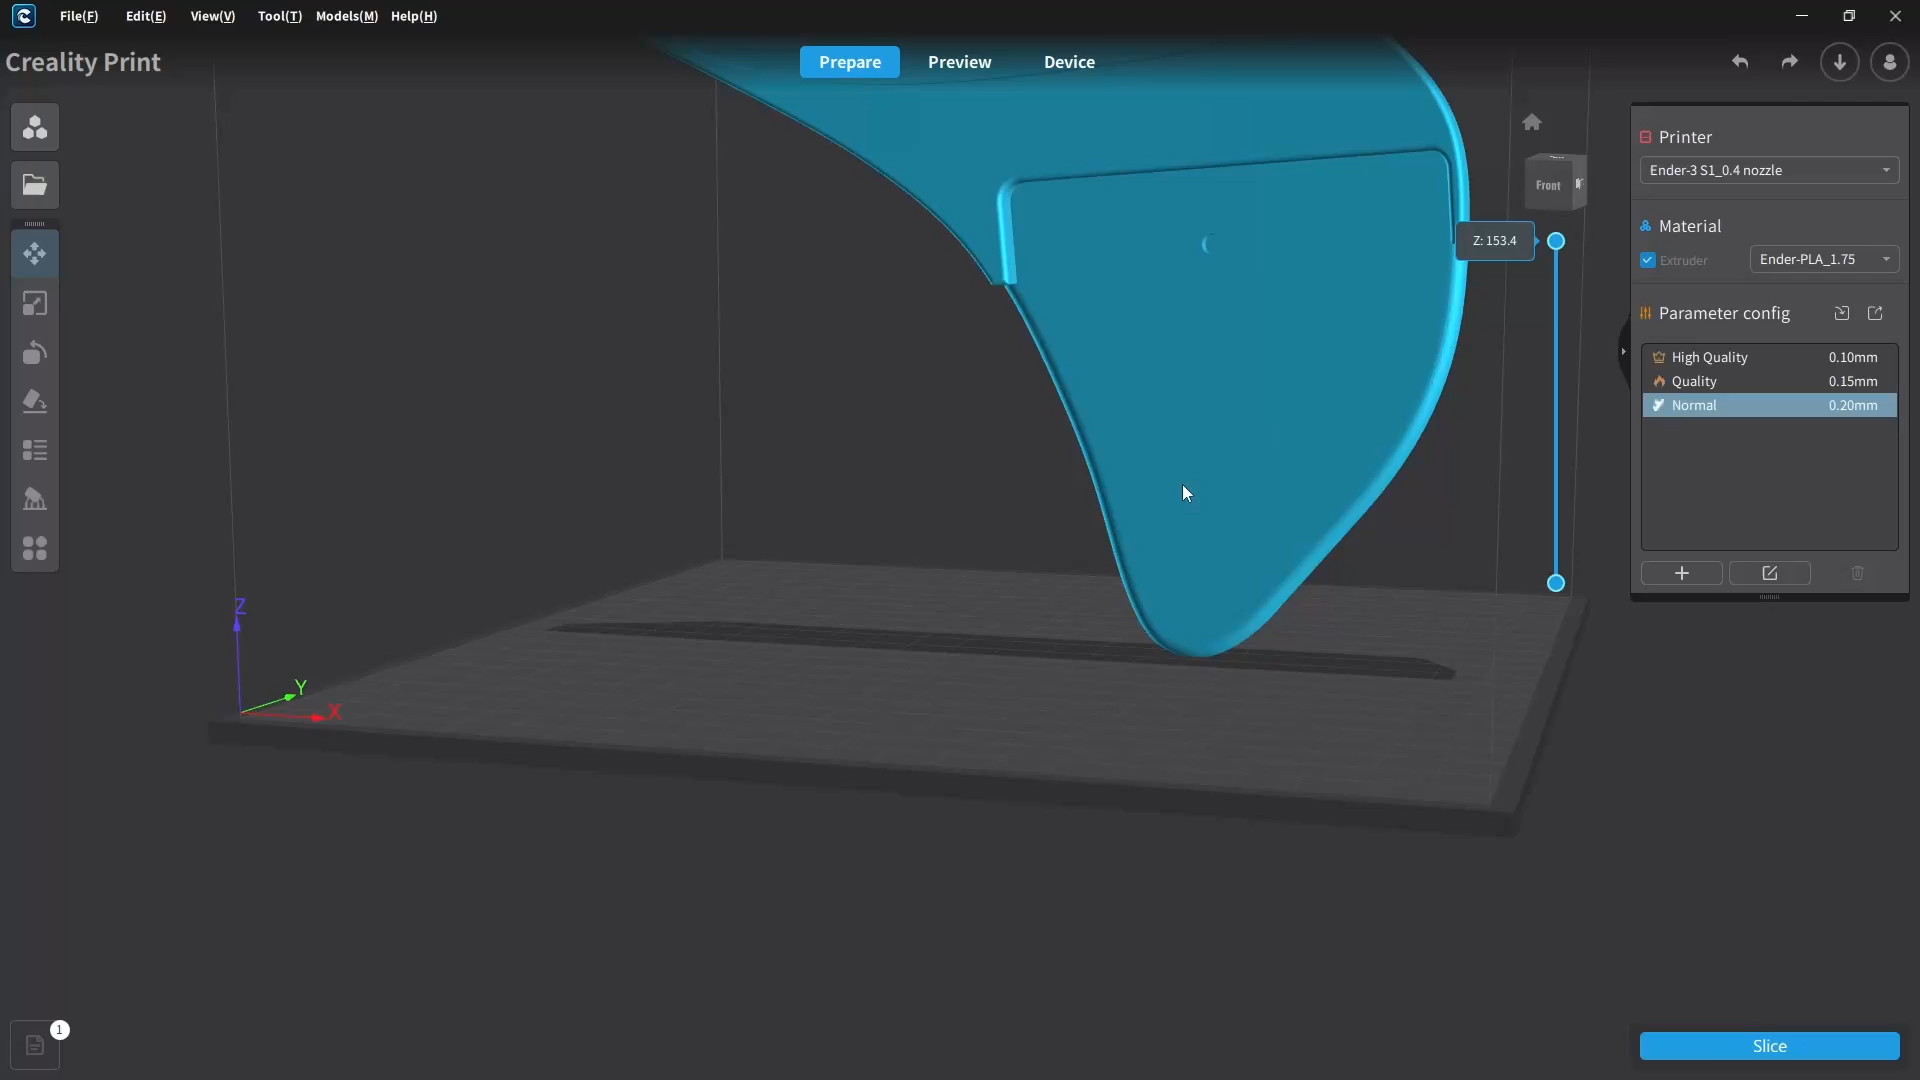 File(F) Edit(E) View(V) Tool(T) Models(M) Help(H)
Creality Print
Prepare Preview Device
Front
Z: 153.4
Z
Y
X
Printer
Ender-3 S1_0.4 nozzle
Material
Extruder Ender-PLA_1.75
Parameter config
High Quality 0.10mm
Quality 0.15mm
Normal 0.20mm
1
Slice